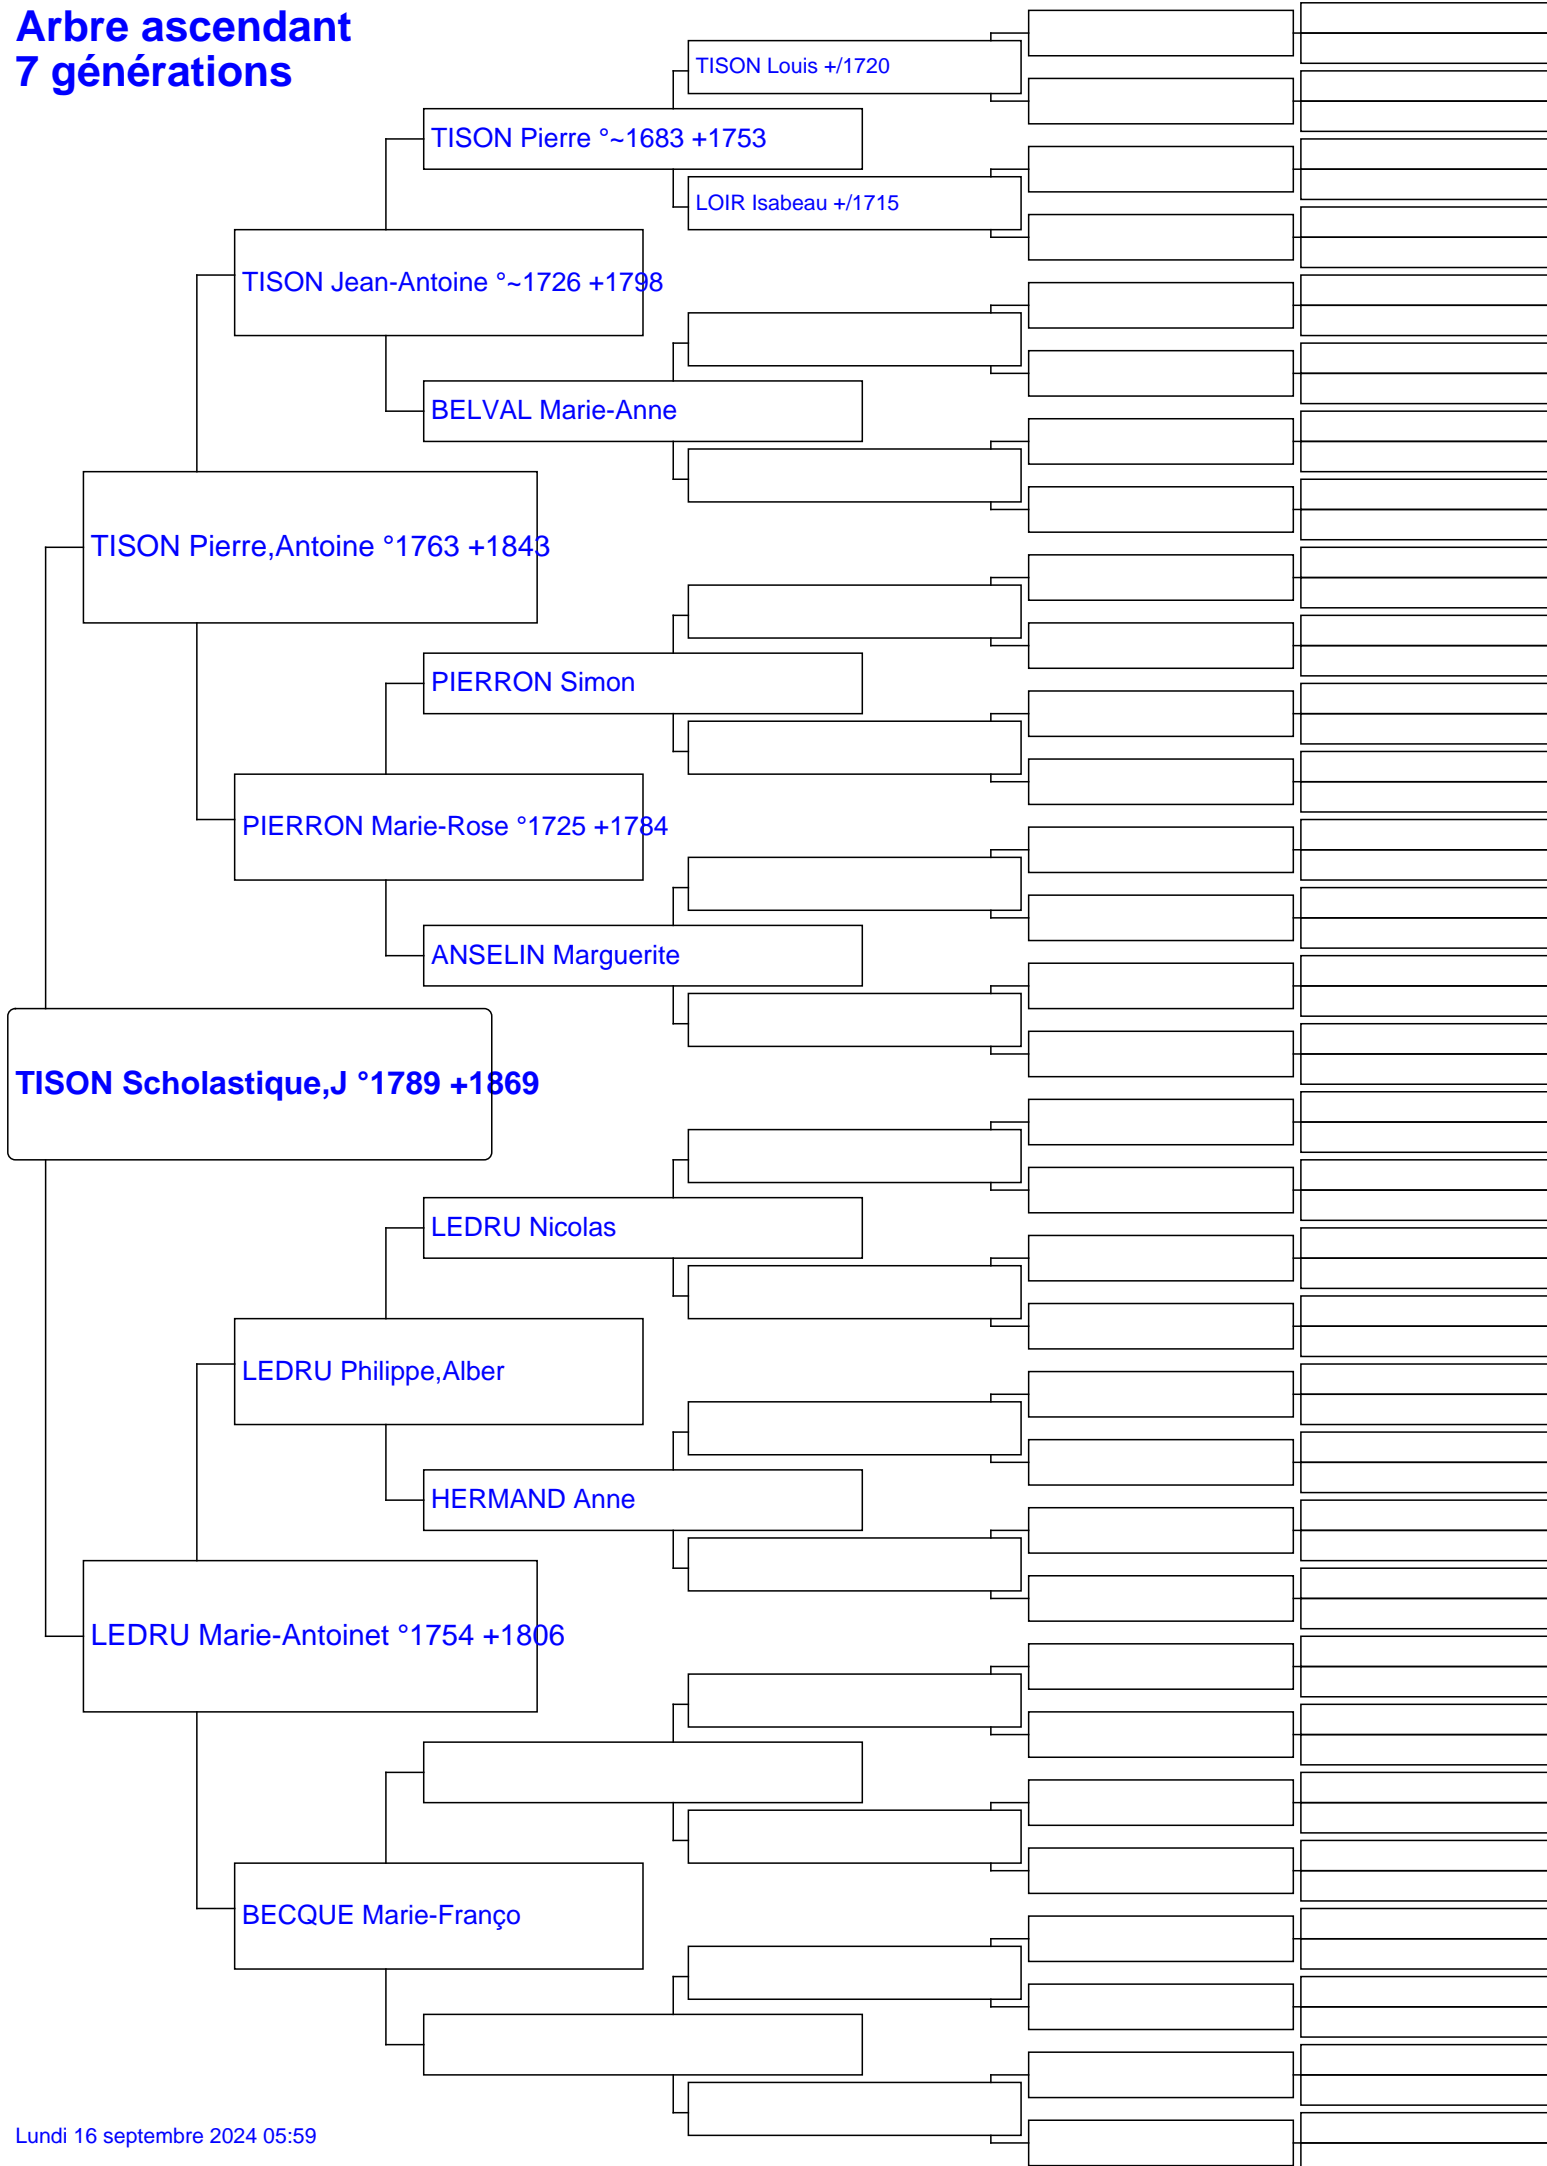 Arbre ascendant
7 générations
TISON Louis +/1720
TISON Pierre °~1683 +1753
LOIR Isabeau +/1715
TISON Jean-Antoine °~1726 +1798
BELVAL Marie-Anne
TISON Pierre,Antoine °1763 +1843
PIERRON Simon
PIERRON Marie-Rose °1725 +1784
ANSELIN Marguerite
TISON Scholastique,J °1789 +1869
LEDRU Nicolas
LEDRU Philippe,Alber
HERMAND Anne
LEDRU Marie-Antoinet °1754 +1806
BECQUE Marie-Franço
Lundi 16 septembre 2024 05:59